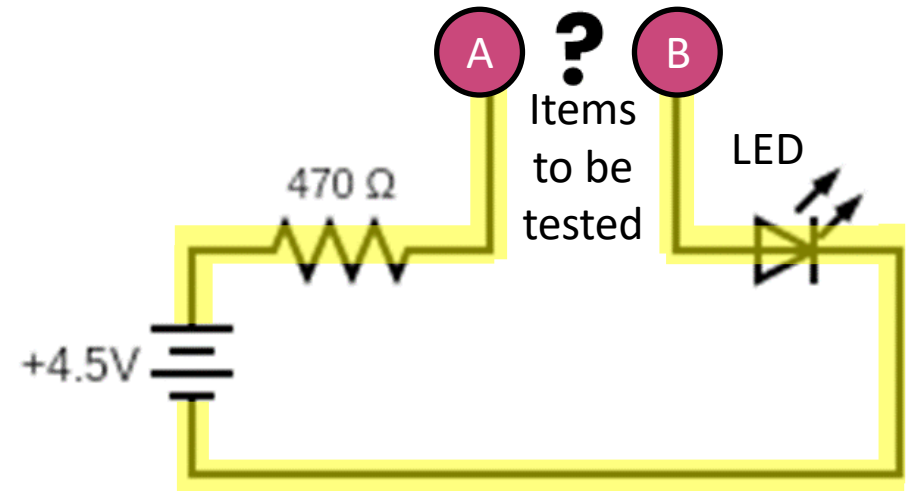 A ? B
Items
to be
tested
LED
470 Ω
+4.5V